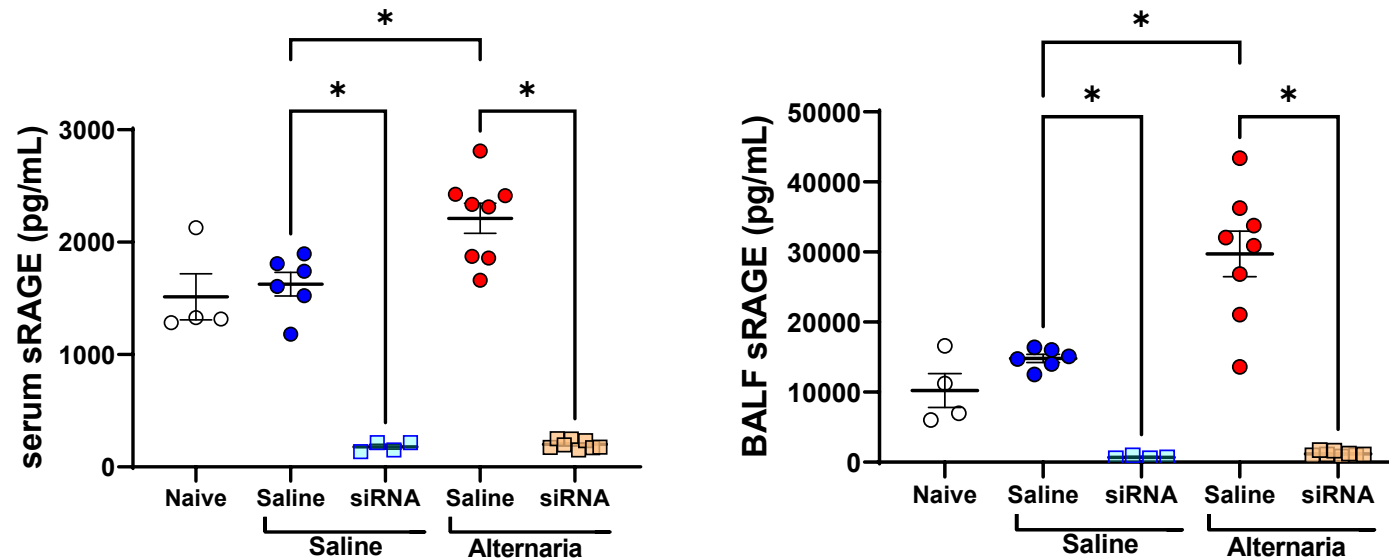 *
* *
serum sRAGE (pg/mL)
3000
2000
1000
0
Naive Saline siRNA Saline siRNA
Saline Alternaria
*
* *
BALF sRAGE (pg/mL)
50000
40000
30000
20000
10000
0
Naive Saline siRNA Saline siRNA
Saline Alternaria